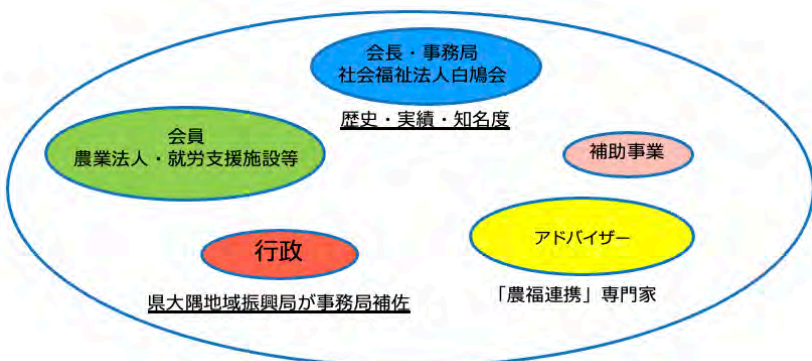 会長・事務局
社会福祉法人白鳩会
歴史・実績・知名度
会員
農業法人・就労支援施設等
補助事業
行政
県大隅地域振興局が事務局補佐
アドバイザー
「農福連携」専門家